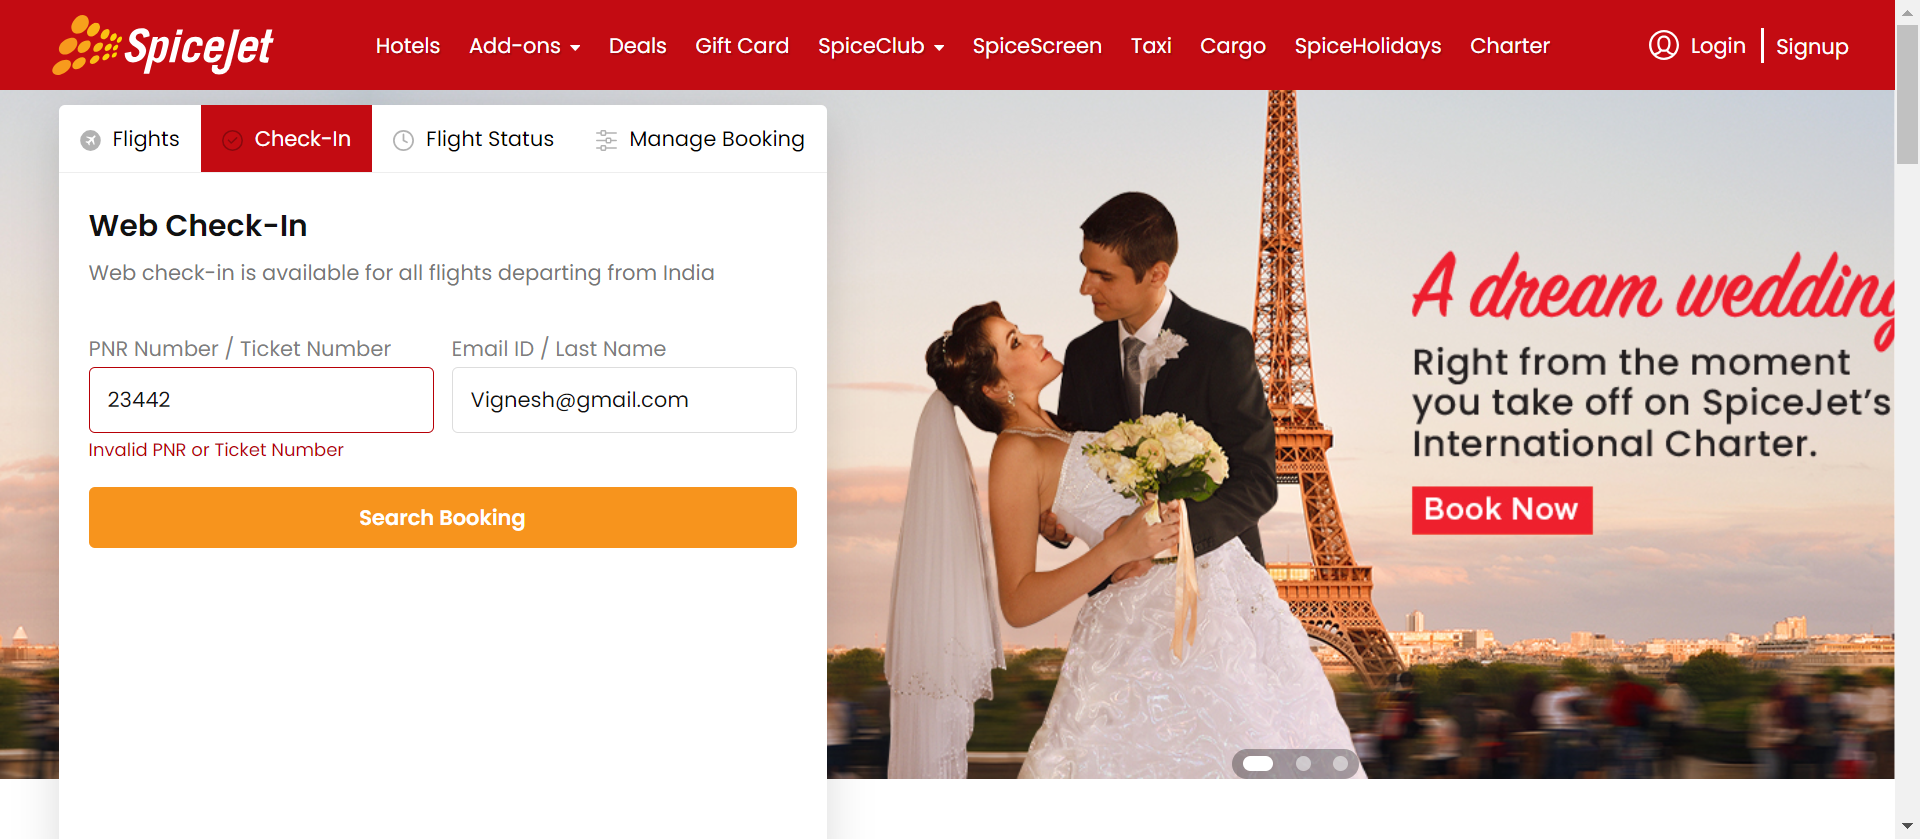 SpiceJet
Hotels Add-ons Deals Gift Card SpiceClub SpiceScreen Taxi Cargo SpiceHolidays Charter Login Signup
Flights Check-In Flight Status Manage Booking
Web Check-In
Web check-in is available for all flights departing from India
PNR Number / Ticket Number Email ID / Last Name
23442 Vignesh@gmail.com
Invalid PNR or Ticket Number
Search Booking
A dream wedding
Right from the moment
you take off on SpiceJet's
International Charter.
Book Now